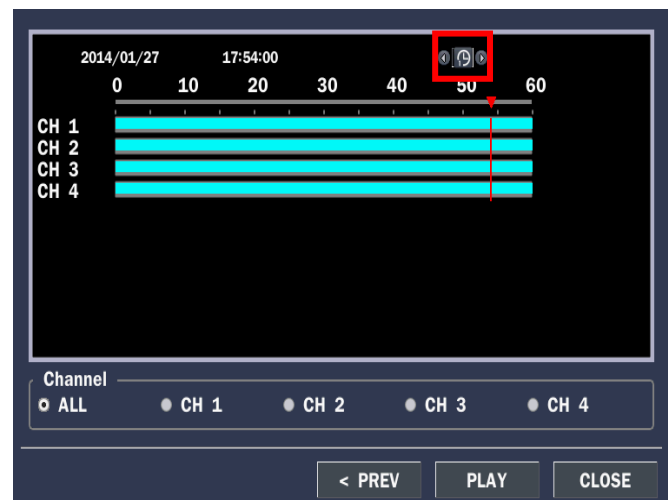 2014/01/27 17:54:00
0 10 20 30 40 50 60
CH 1
CH 2
CH 3
CH 4
Channel
ALL CH 1 CH 2 CH 3 CH 4
< PREV PLAY CLOSE